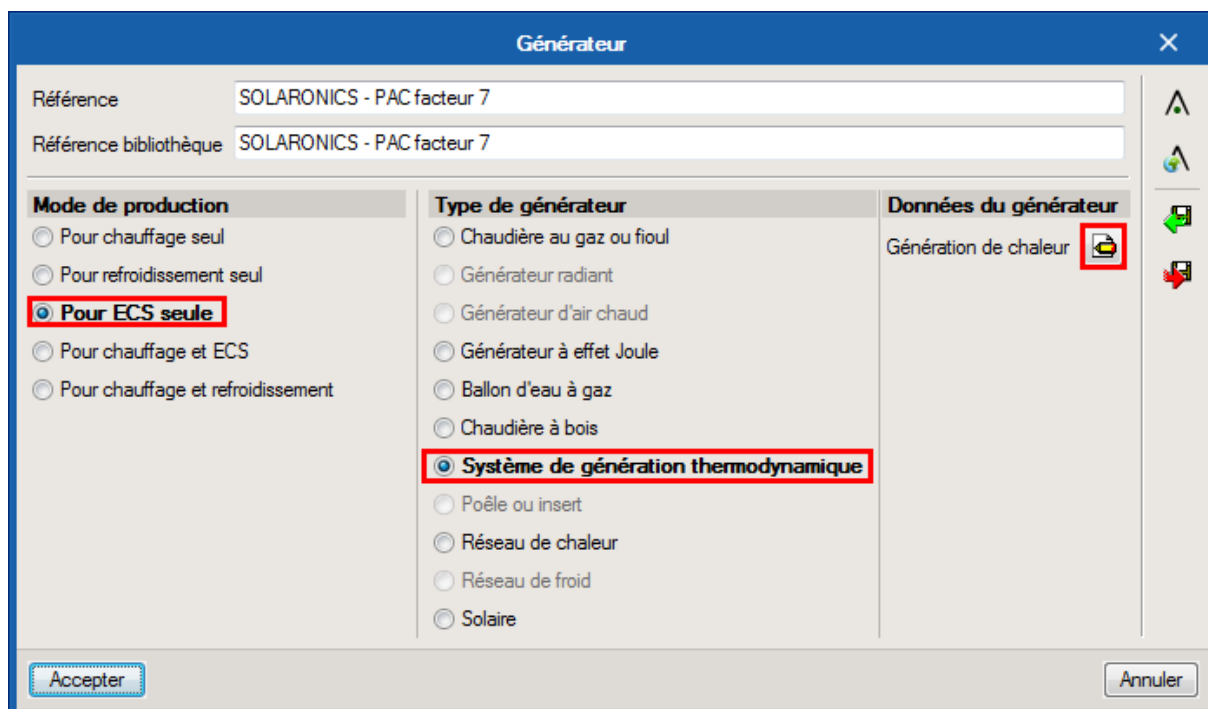 Générateur
Référence SOLARONICS - PAC facteur 7
Référence bibliothèque SOLARONICS - PAC facteur 7
Mode de production
Pour chauffage seul
Pour refroidissement seul
Pour ECS seule
Pour chauffage et ECS
Pour chauffage et refroidissement
Type de générateur
Chaudière au gaz ou fioul
Générateur radiant
Générateur d'air chaud
Générateur à effet Joule
Ballon d'eau à gaz
Chaudière à bois
Système de génération thermodynamique
Poêle ou insert
Réseau de chaleur
Réseau de froid
Solaire
Données du générateur
Génération de chaleur
Accepter
Annuler